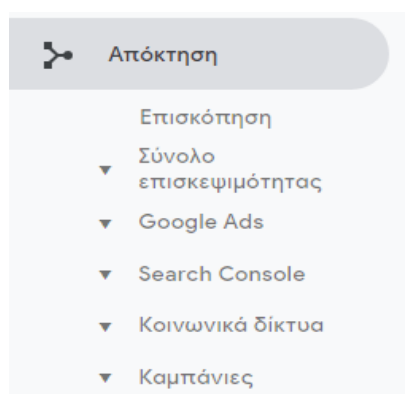 Απόκτηση
Επισκόπηση
Σύνολο
επισκεψιμότητας
Google Ads
Search Console
Κοινωνικά δίκτυα
Καμπάνιες